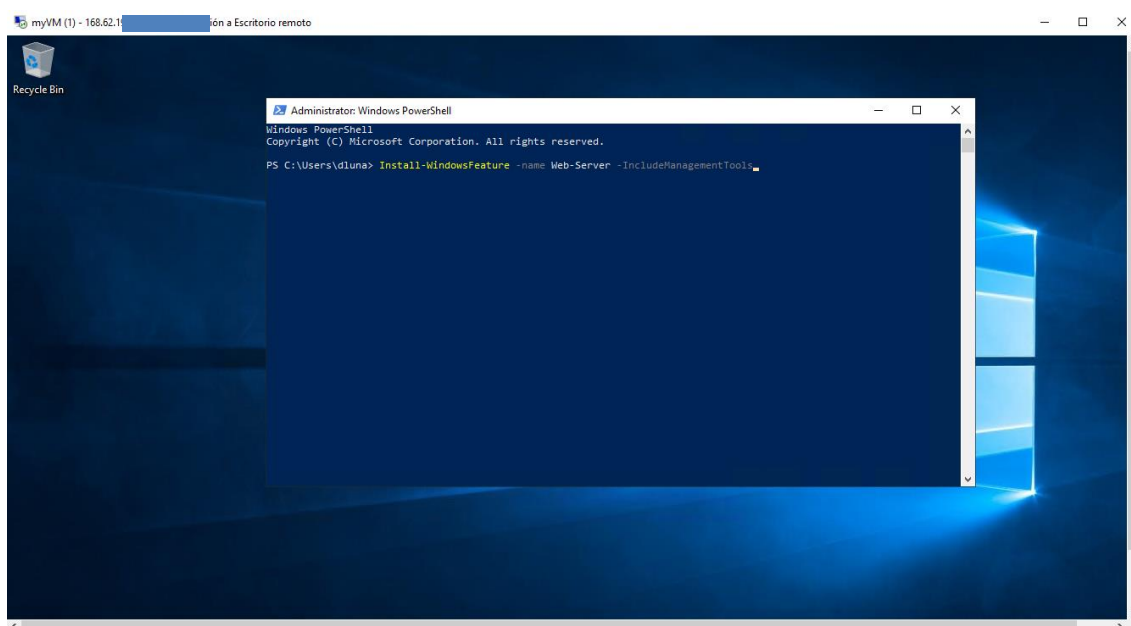 myVM (1) - 168.62.1 ión a Escritorio remoto
Recycle Bin
Administrator: Windows PowerShell
Windows PowerShell
Copyright (C) Microsoft Corporation. All rights reserved.
PS C:\Users\dluna> Install-WindowsFeature -name Web-Server -IncludeManagementTools